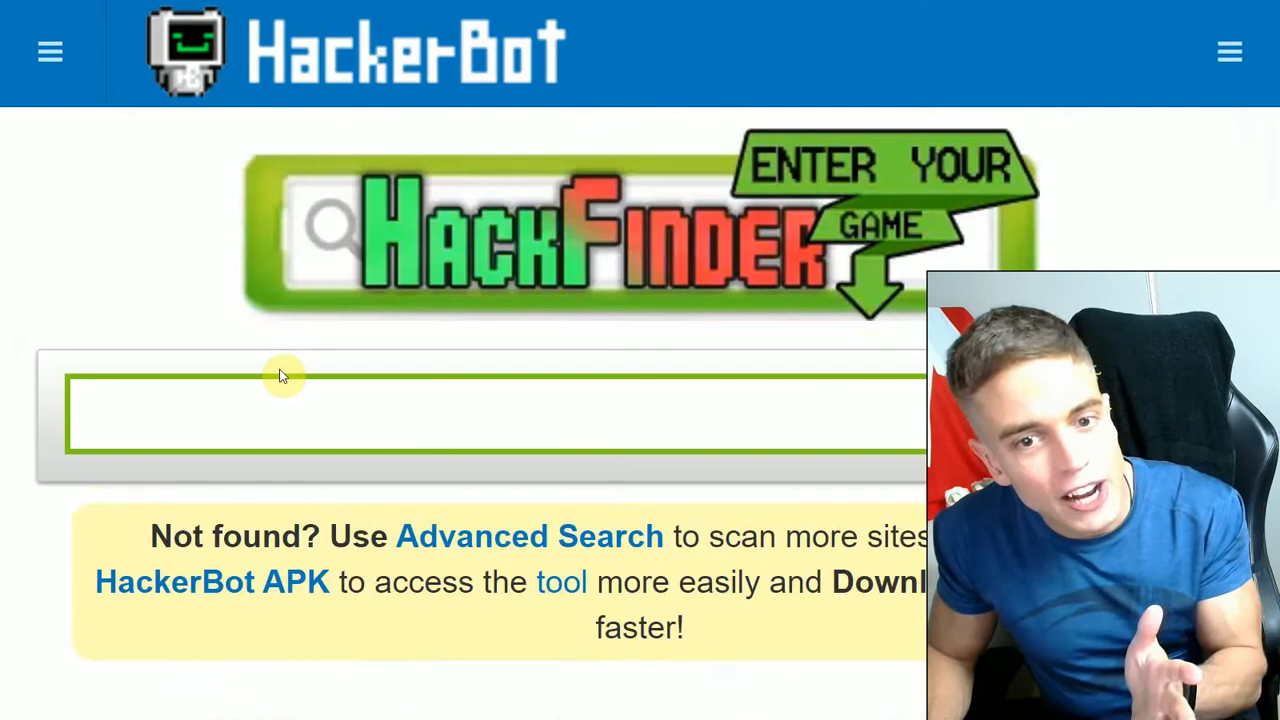 HackerBot
HackFinder
ENTER YOUR
GAME
Not found? Use Advanced Search to scan more sites
HackerBot APK to access the tool more easily and
faster!